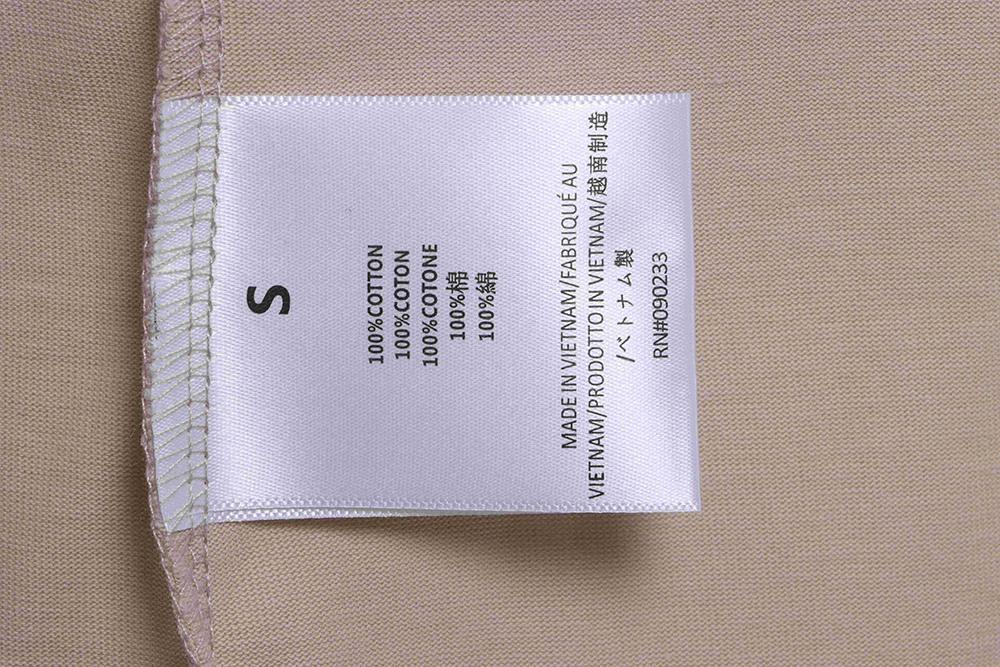 S
100%COTTON
100%COTON
100%COTONE
100%棉
100%綿
MADE IN VIETNAM/FABRIQUÉ AU
VIETNAM/PRODOTTO IN VIETNAM/越南制造
/ベトナム製
RN#090233